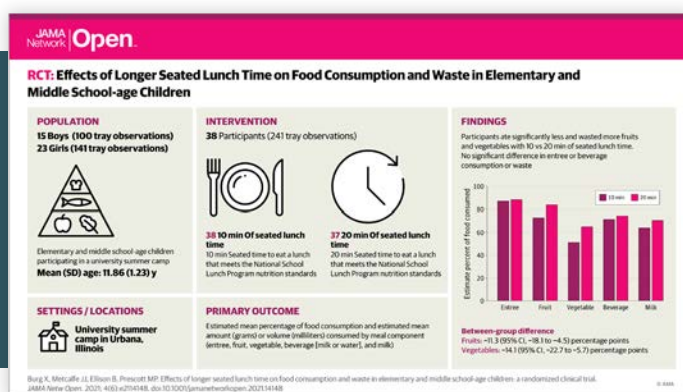 JAMA
Network
Open™
RCT: Effects of Longer Seated Lunch Time on Food Consumption and Waste in Elementary and
Middle School-age Children
POPULATION
15 Boys (100 tray observations)
23 Girls (141 tray observations)
Elementary and middle school-age children
participating in a university summer camp
Mean (SD) age: 11.86 (1.23) y
SETTINGS / LOCATIONS
University summer
camp in Urbana,
Illinois
INTERVENTION
38 Participants (241 tray observations)
38 10 min Of seated lunch
time
10 min Seated time to eat a lunch
that meets the National School
Lunch Program nutrition standards
37 20 min Of seated lunch
time
20 min Seated time to eat a lunch
that meets the National School
Lunch Program nutrition standards
PRIMARY OUTCOME
Estimated mean percentage of food consumption and estimated mean
amount (grams) or volume (milliliters) consumed by meal component
(entree, fruit, vegetable, beverage [milk or water], and milk)
FINDINGS
Participants ate significantly less and wasted more fruits
and vegetables with 10 vs 20 min of seated lunch time.
No significant difference in entree or beverage
consumption or waste
Estimate percent of food consumed
100
80
60
40
20
0
10 min
20 min
Entree
Fruit
Vegetable
Beverage
Milk
Between-group difference
Fruits: −11.3 (95% CI, −18.1 to −4.5) percentage points
Vegetables: −14.1 (95% CI, −22.7 to −5.7) percentage points
Burg X, Metcalfe JJ, Ellison B, Prescott MP. Effects of longer seated lunch time on food consumption and waste in elementary and middle school-age children: a randomized clinical trial.
JAMA Netw Open. 2021;4(6):e2114148. doi:10.1001/jamanetworkopen.2021.14148
© AMA